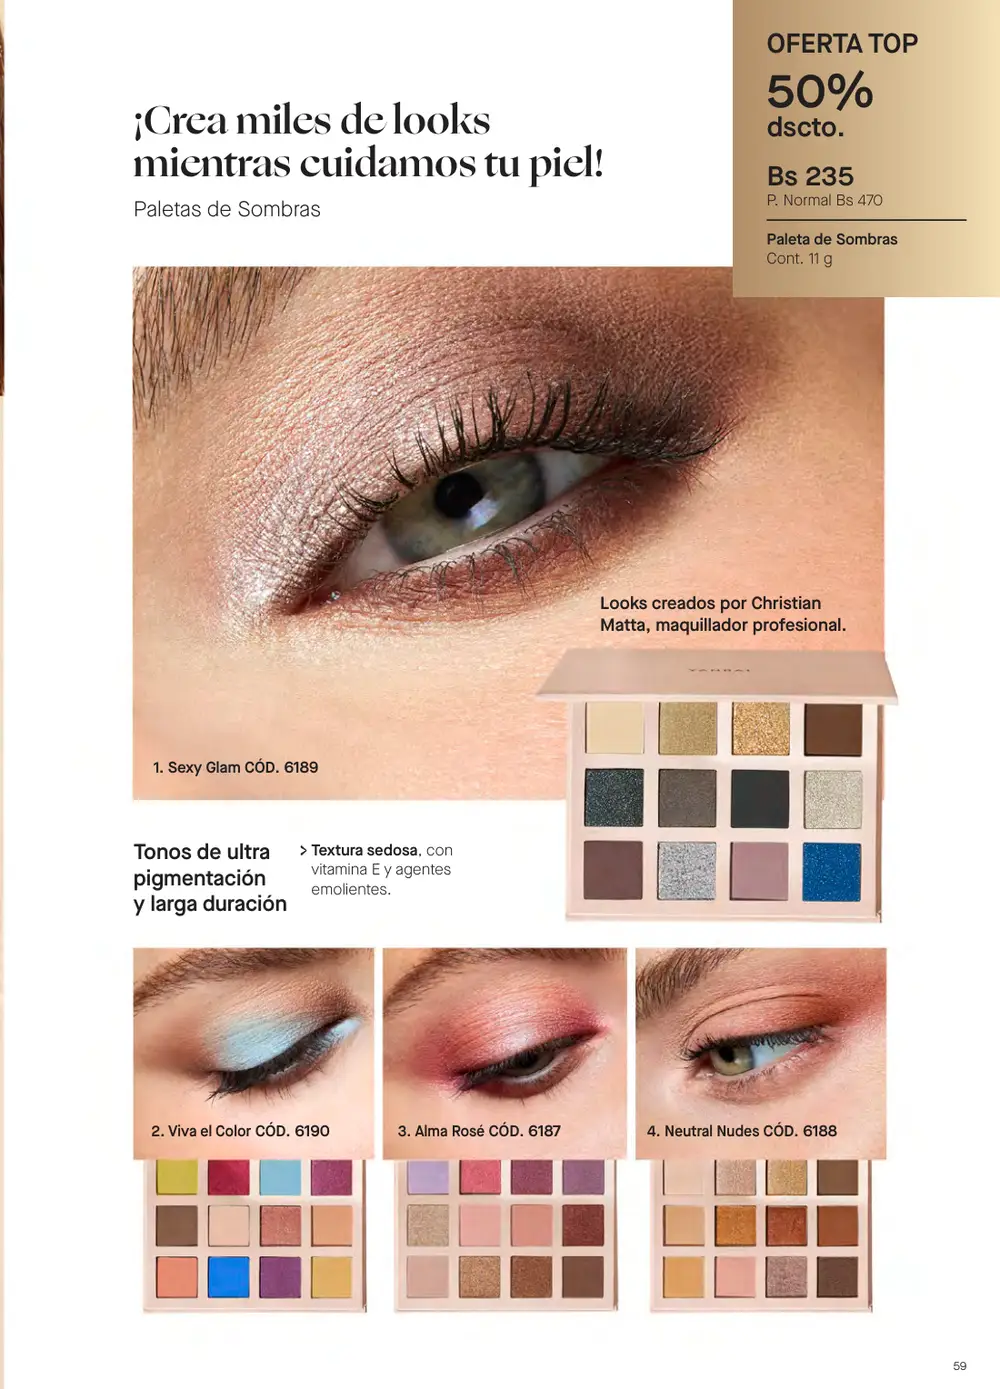 OFERTA TOP
50%
dscto.
Bs 235
P. Normal Bs 470
Paleta de Sombras
Cont. 11 g
¡Crea miles de looks
mientras cuidamos tu piel!
Paletas de Sombras
Looks creados por Christian
Matta, maquillador profesional.
1. Sexy Glam CÓD. 6189
Tonos de ultra
pigmentación
y larga duración
> Textura sedosa, con
vitamina E y agentes
emolientes.
2. Viva el Color CÓD. 6190
3. Alma Rosé CÓD. 6187
4. Neutral Nudes CÓD. 6188
59